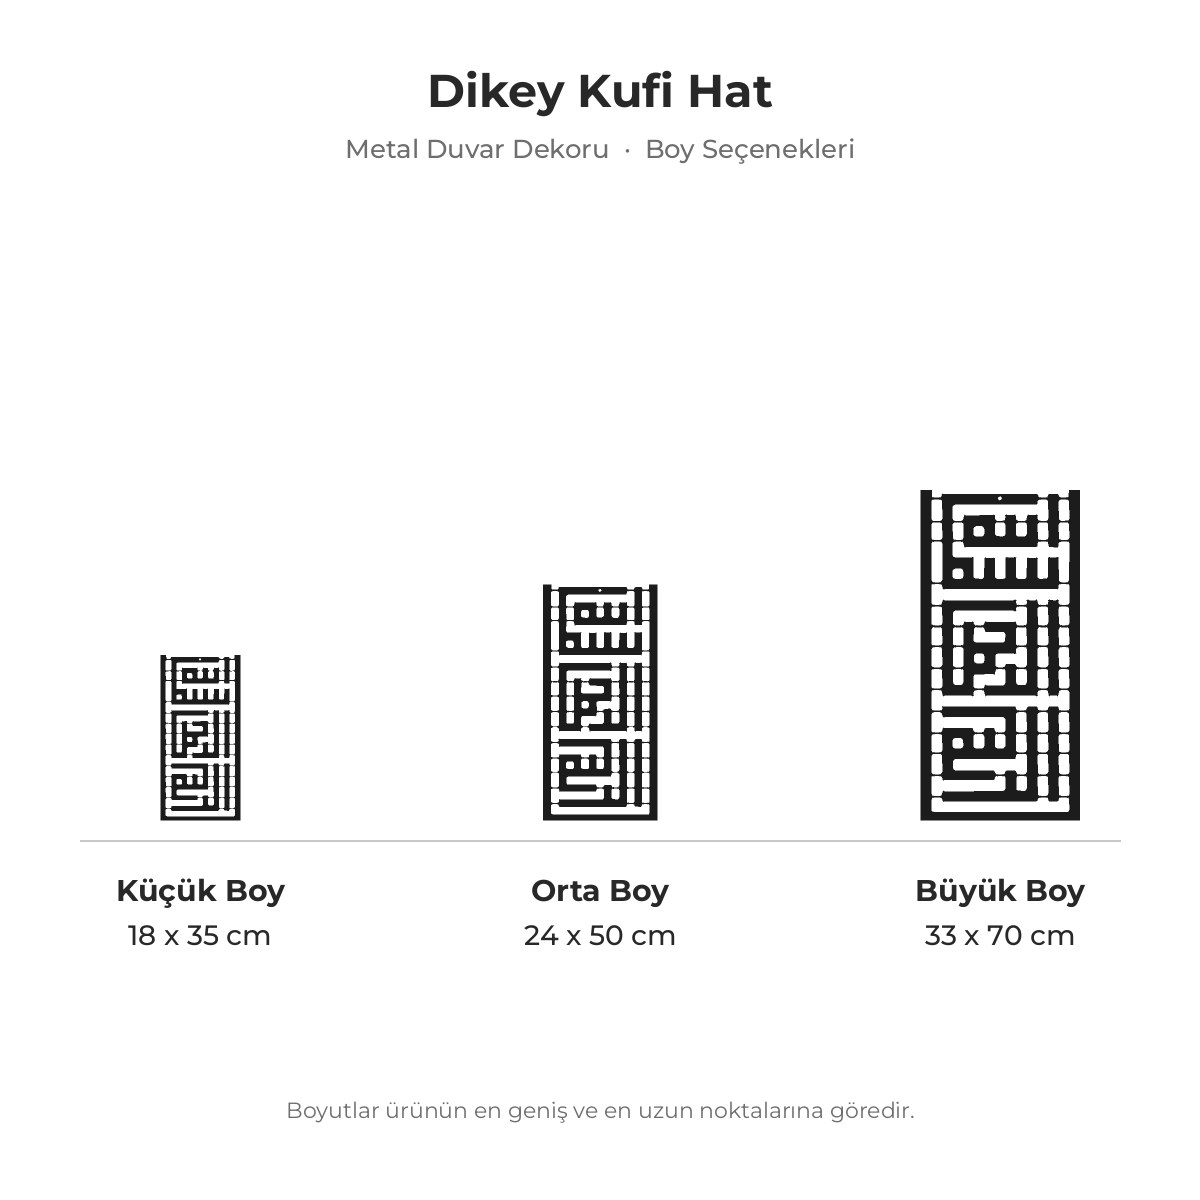 Dikey Kufi Hat
Metal Duvar Dekoru · Boy Seçenekleri
Küçük Boy
18 x 35 cm
Orta Boy
24 x 50 cm
Büyük Boy
33 x 70 cm
Boyutlar ürünün en geniş ve en uzun noktalarına göredir.